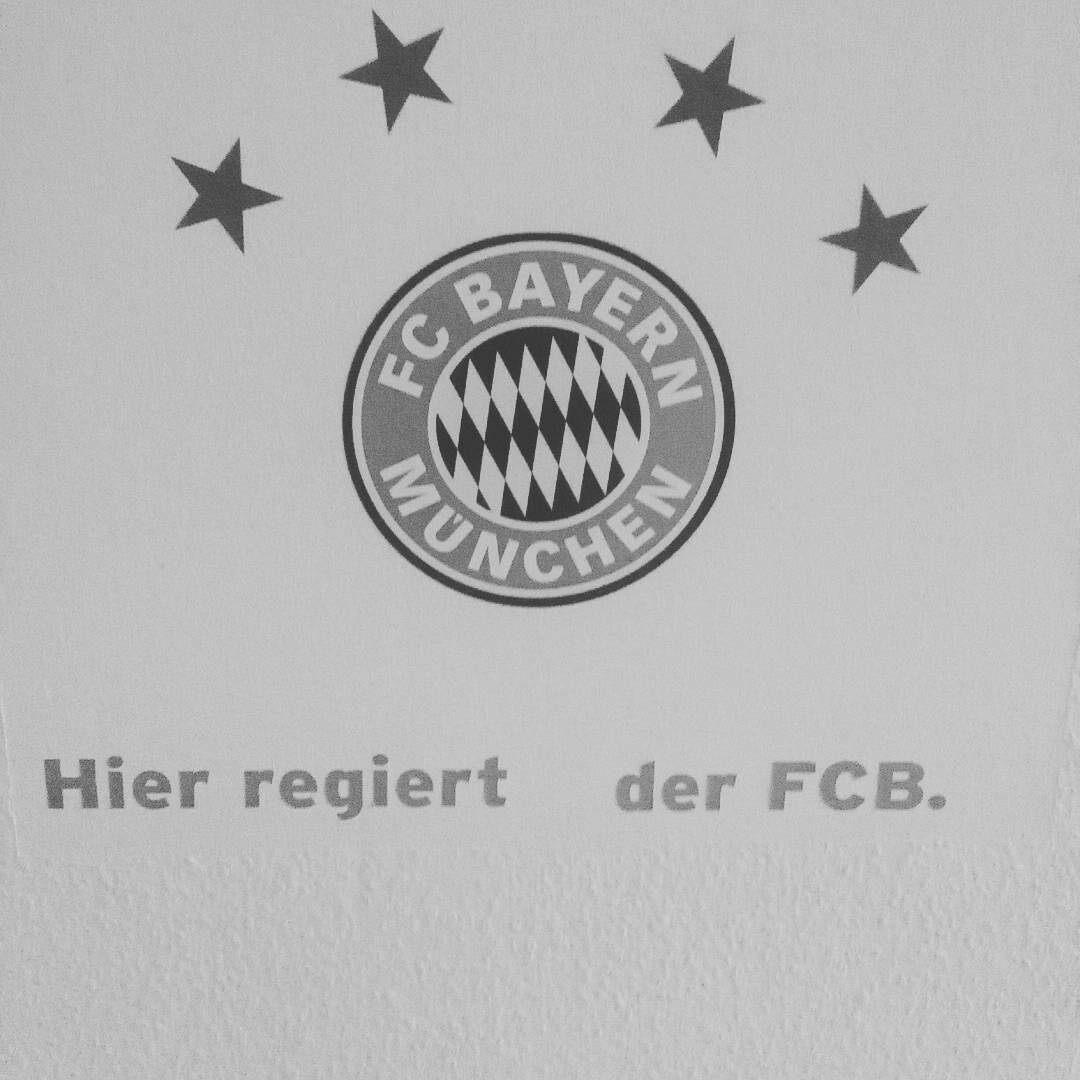 FC BAYERN
MÜNCHEN
Hier regiert der FCB.